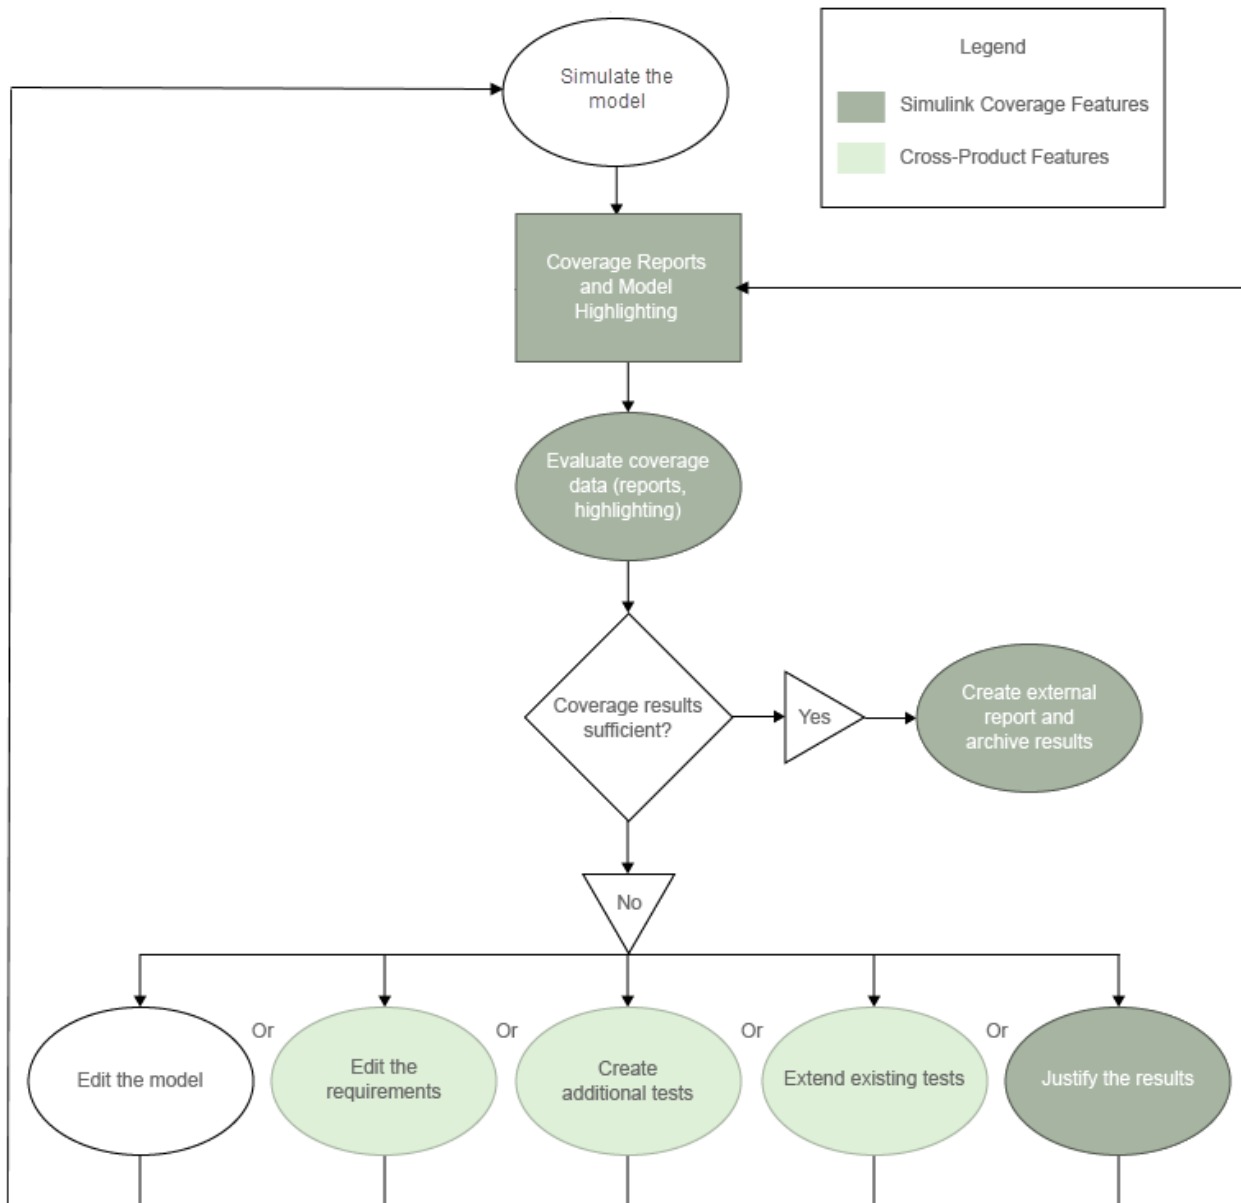 Simulate the
model
Legend
Simulink Coverage Features
Cross-Product Features
Coverage Reports
and Model
Highlighting
Evaluate coverage
data (reports,
highlighting)
Coverage results
sufficient?
Yes
Create external
report and
archive results
No
Edit the model
Or
Edit the
requirements
Or
Create
additional tests
Or
Extend existing tests
Or
Justify the results